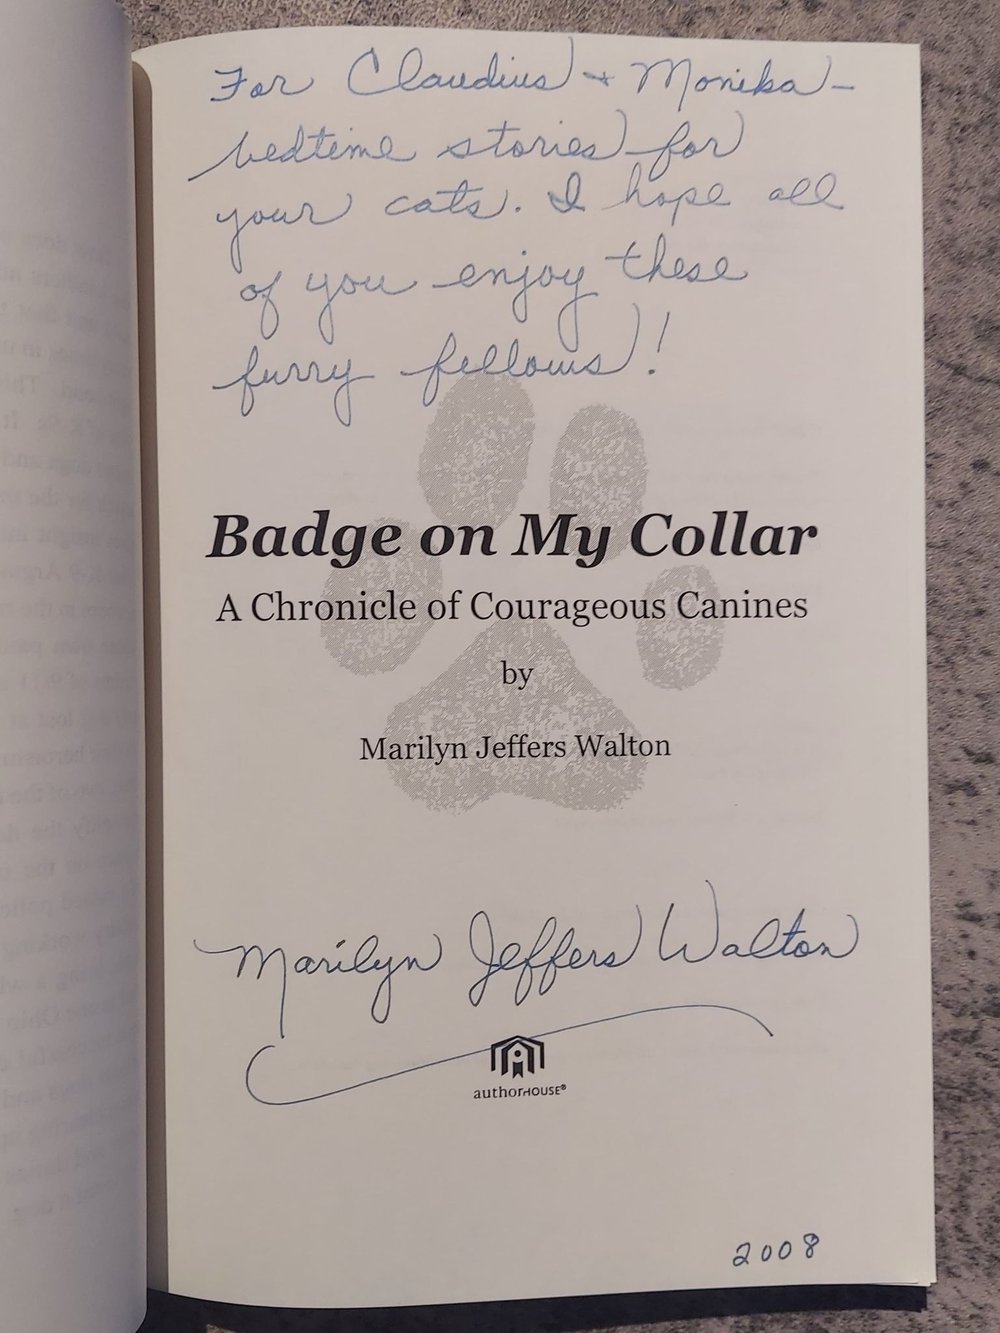 For Claudius + Monika –
bedtime stories for
your cats. I hope all
of you enjoy these
furry fellows!
Badge on My Collar
A Chronicle of Courageous Canines
by
Marilyn Jeffers Walton
Marilyn Jeffers Walton
authorHOUSE®
2008